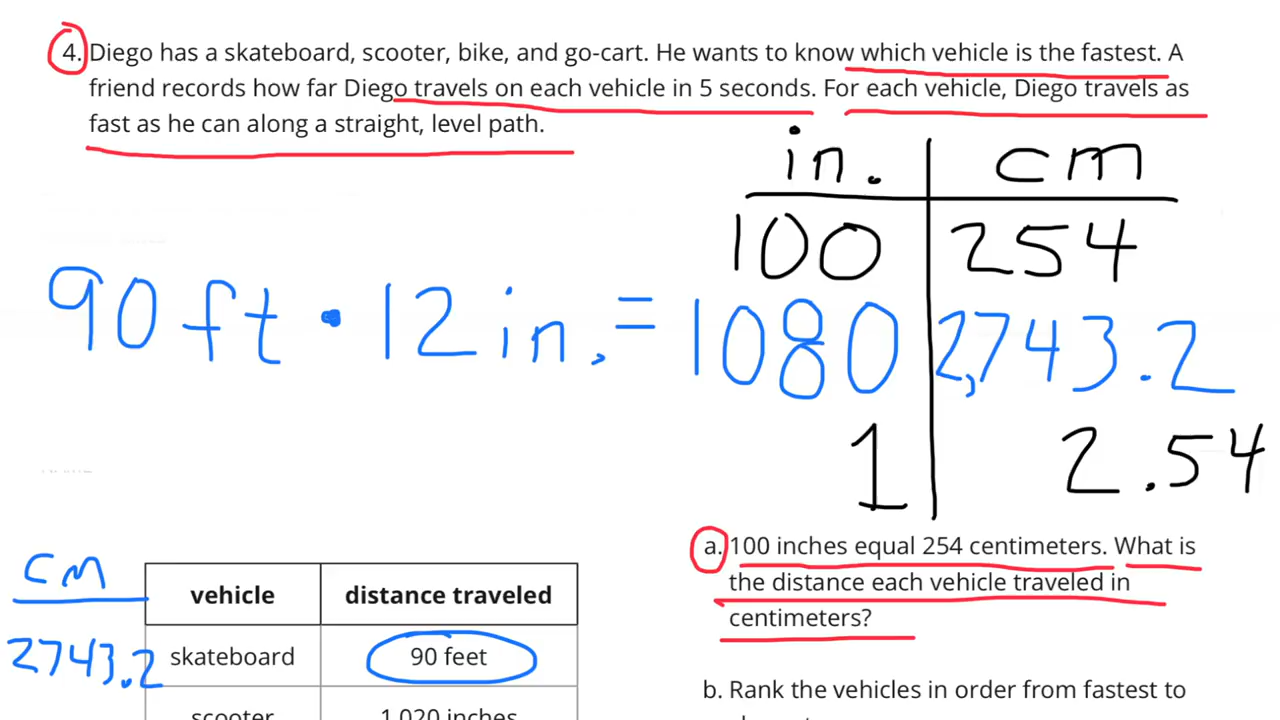 4. Diego has a skateboard, scooter, bike, and go-cart. He wants to know which vehicle is the fastest. A
friend records how far Diego travels on each vehicle in 5 seconds. For each vehicle, Diego travels as
fast as he can along a straight, level path.
in. cm
100 254
90 ft · 12 in. = 1080 2,743.2
1 2.54
a. 100 inches equal 254 centimeters. What is
the distance each vehicle traveled in
centimeters?
cm
vehicle distance traveled
2743.2 skateboard 90 feet
b. Rank the vehicles in order from fastest to
scooter 1,020 inches